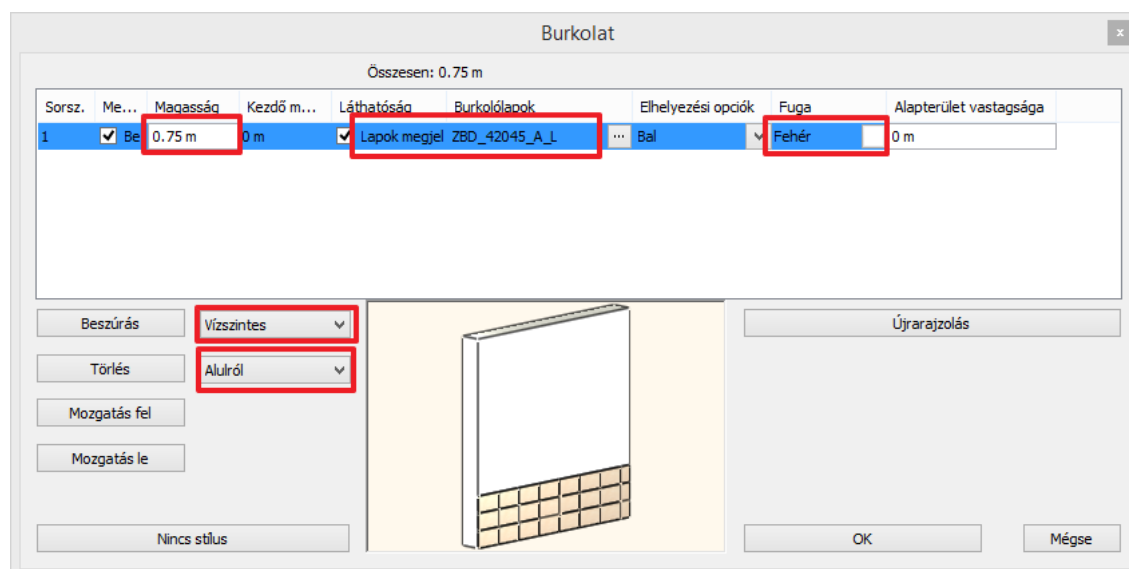 Burkolat
x
Összesen: 0.75 m
Sorsz. Me... Magasság Kezdő m... Láthatóság Burkolólapok Elhelyezési opciók Fuga Alapterület vastagsága
1 Be 0.75 m 0 m Lapok megjel ZBD_42045_A_L ... Bal Fehér 0 m
Beszúrás Vízszintes Újrarajzolás
Törlés Alulról
Mozgatás fel
Mozgatás le
Nincs stílus OK Mégse